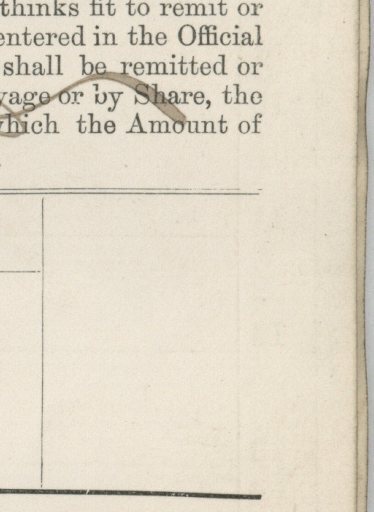 thinks fit to remit or
entered in the Official
shall be remitted or
yage or by Share, the
which the Amount of